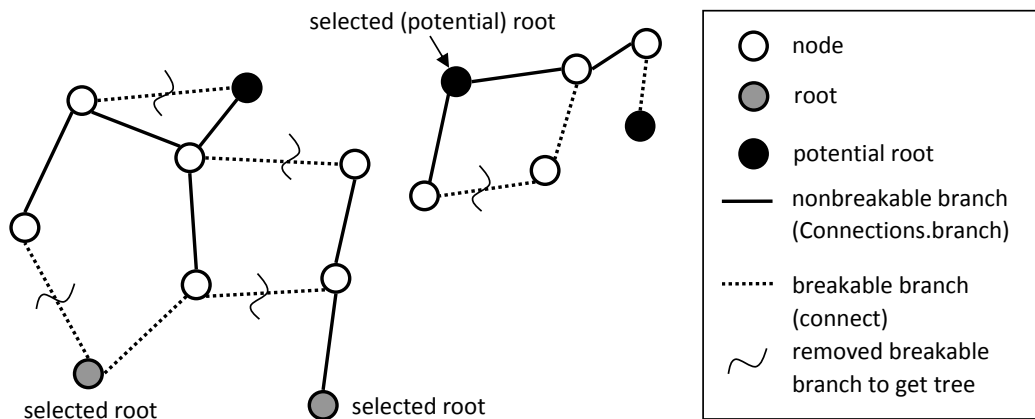 selected (potential) root
selected root
selected root
node
root
potential root
nonbreakable branch
(Connections.branch)
breakable branch
(connect)
removed breakable
branch to get tree